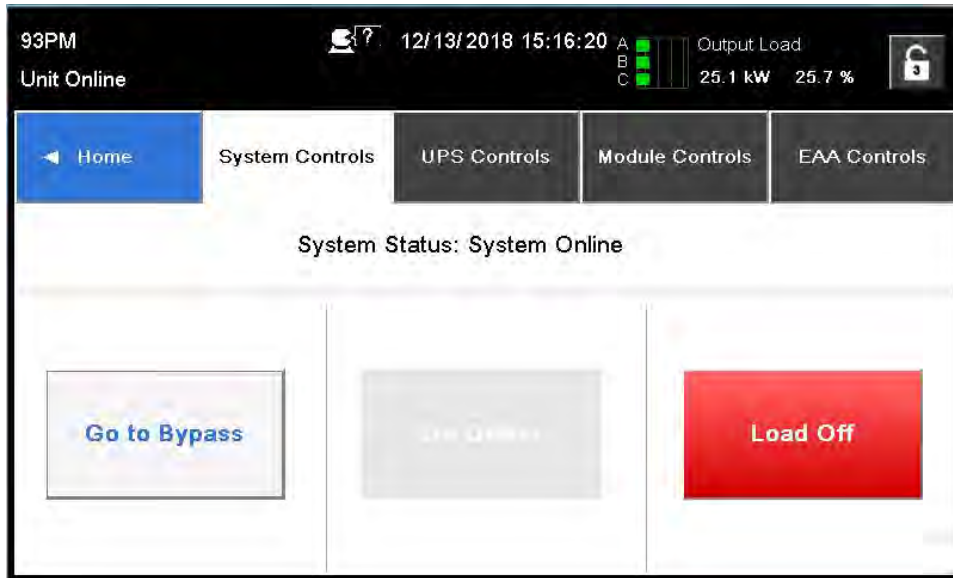 93PM
? 12/13/2018 15:16:20
A
B
C
Output Load
25.1 kW 25.7 %
3
Unit Online
◄ Home
System Controls
UPS Controls
Module Controls
EAA Controls
System Status: System Online
Go to Bypass
Load Off